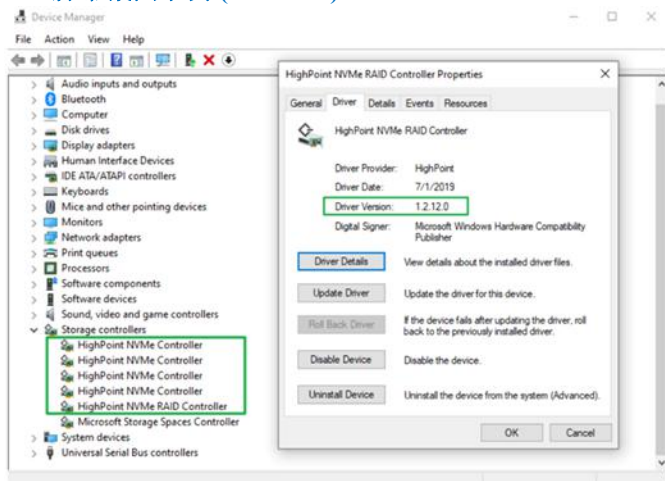 Device Manager
File Action View Help
Audio inputs and outputs
Bluetooth
Computer
Disk drives
Display adapters
Human Interface Devices
IDE ATA/ATAPI controllers
Keyboards
Mice and other pointing devices
Monitors
Network adapters
Print queues
Processors
Software components
Software devices
Sound, video and game controllers
Storage controllers
HighPoint NVMe Controller
HighPoint NVMe Controller
HighPoint NVMe Controller
HighPoint NVMe Controller
HighPoint NVMe RAID Controller
Microsoft Storage Spaces Controller
System devices
Universal Serial Bus controllers
HighPoint NVMe RAID Controller Properties
General Driver Details Events Resources
HighPoint NVMe RAID Controller
Driver Provider: HighPoint
Driver Date: 7/1/2019
Driver Version: 1.2.12.0
Digital Signer: Microsoft Windows Hardware Compatibility
Publisher
Driver Details View details about the installed driver files.
Update Driver Update the driver for this device.
Roll Back Driver If the device fails after updating the driver, roll
back to the previously installed driver.
Disable Device Disable the device.
Uninstall Device Uninstall the device from the system (Advanced).
OK Cancel